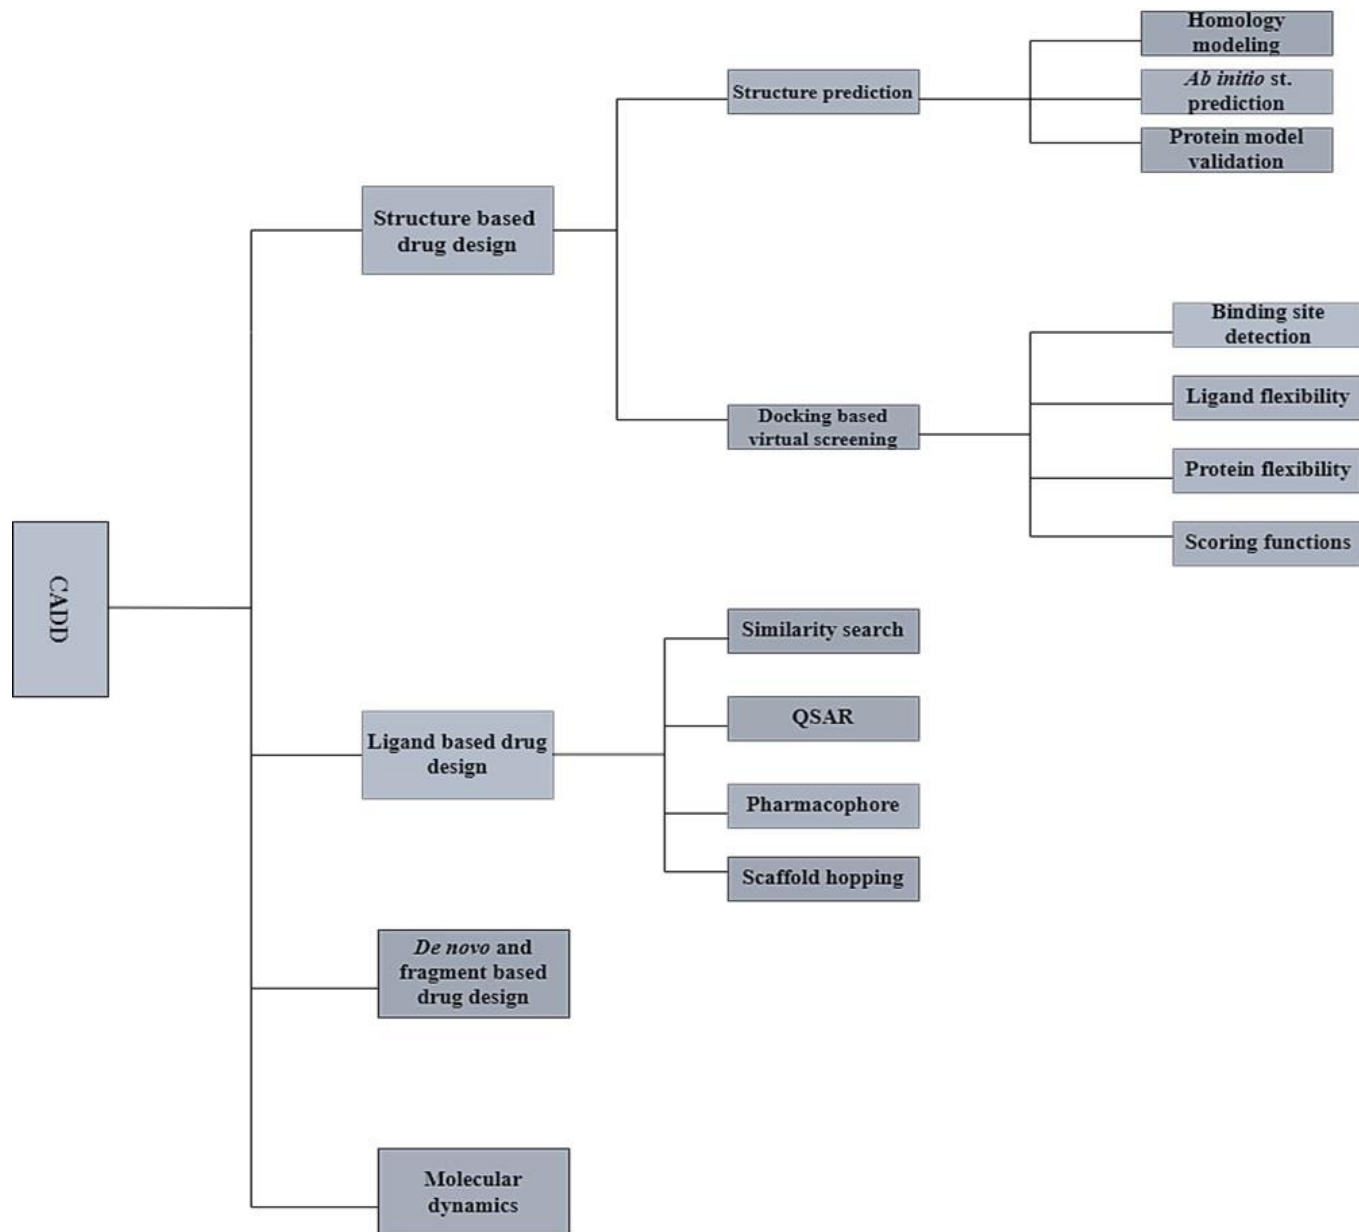 Homology
modeling
Structure prediction
Ab initio st.
prediction
Protein model
validation
Structure based
drug design
Binding site
detection
Ligand flexibility
Docking based
virtual screening
Protein flexibility
Scoring functions
CADD
Similarity search
QSAR
Ligand based drug
design
Pharmacophore
Scaffold hopping
De novo and
fragment based
drug design
Molecular
dynamics